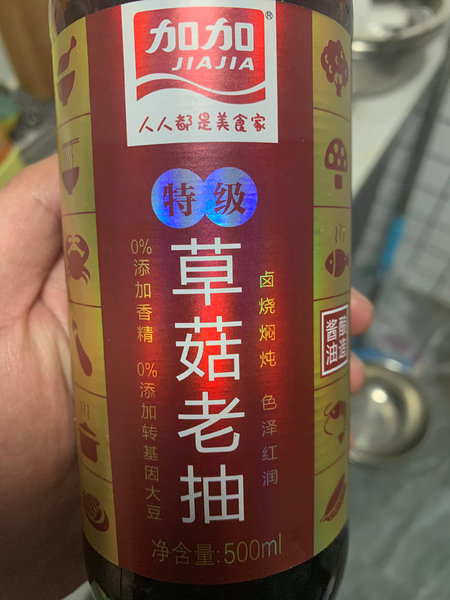 加加®
JIAJIA
人人都是美食家
特级
草菇老抽
0%添加香精 0%添加转基因大豆
卤烧焖炖 色泽红润
酿造
酱油
净含量:500ml